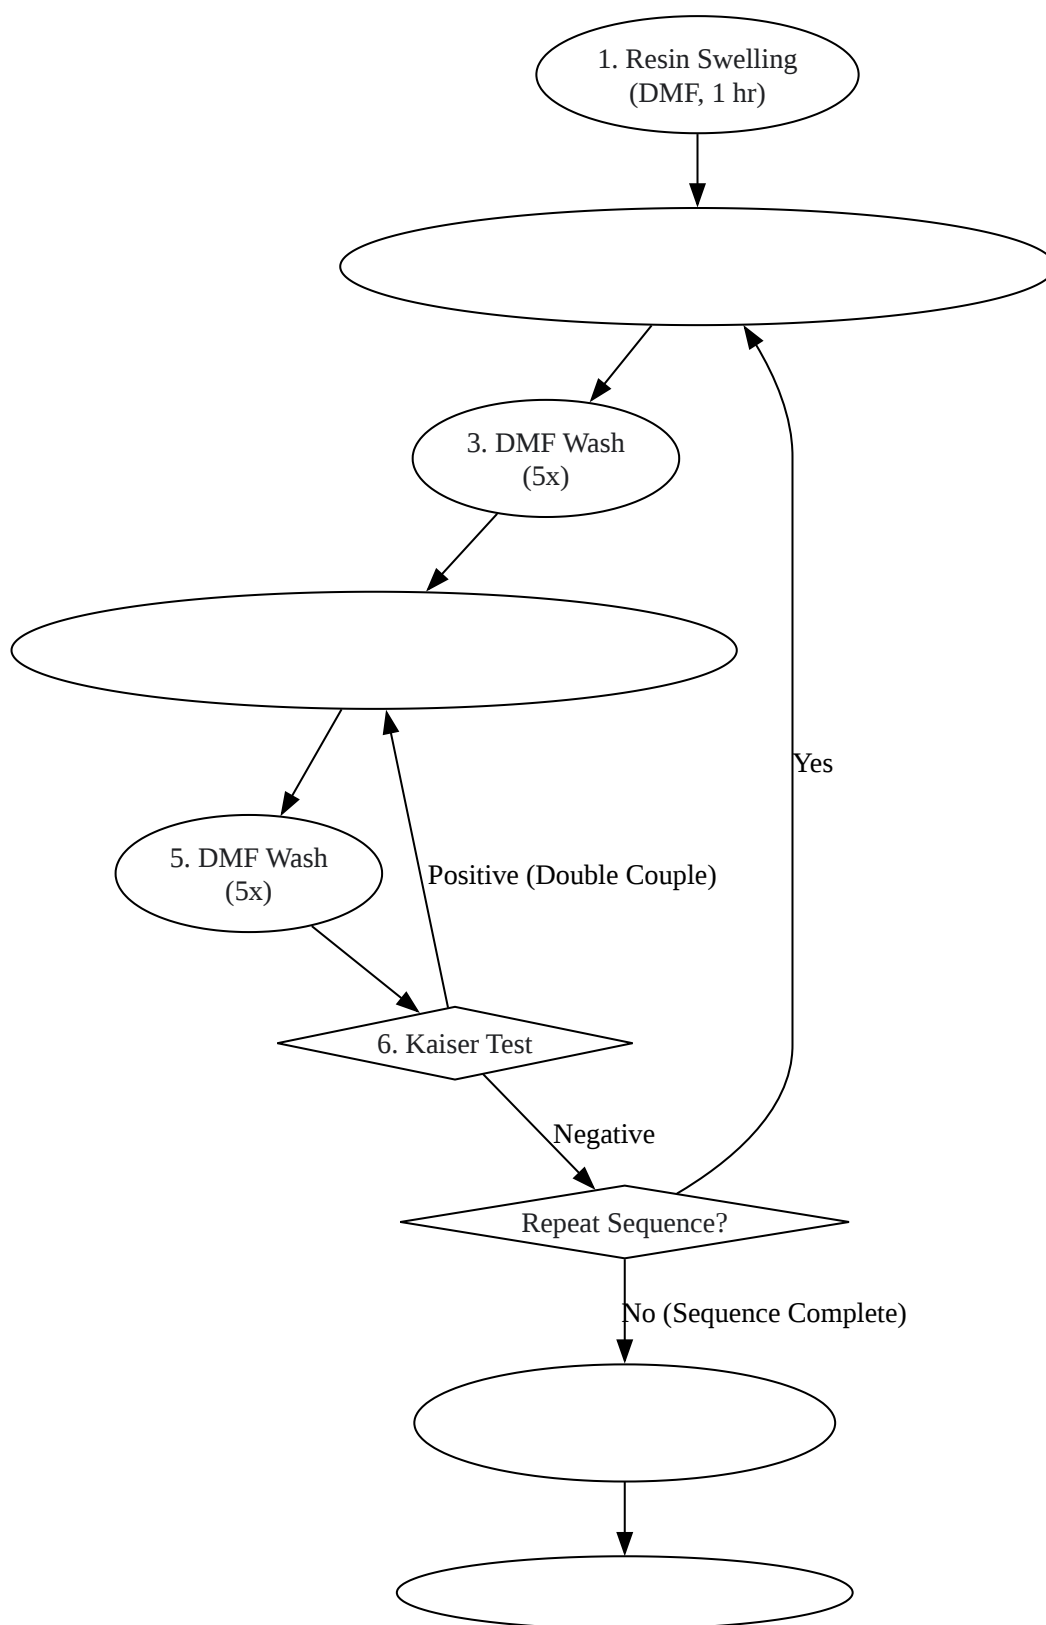 1. Resin Swelling
(DMF, 1 hr)
3. DMF Wash
(5x)
Yes
5. DMF Wash
(5x)
Positive (Double Couple)
6. Kaiser Test
Negative
Repeat Sequence?
No (Sequence Complete)